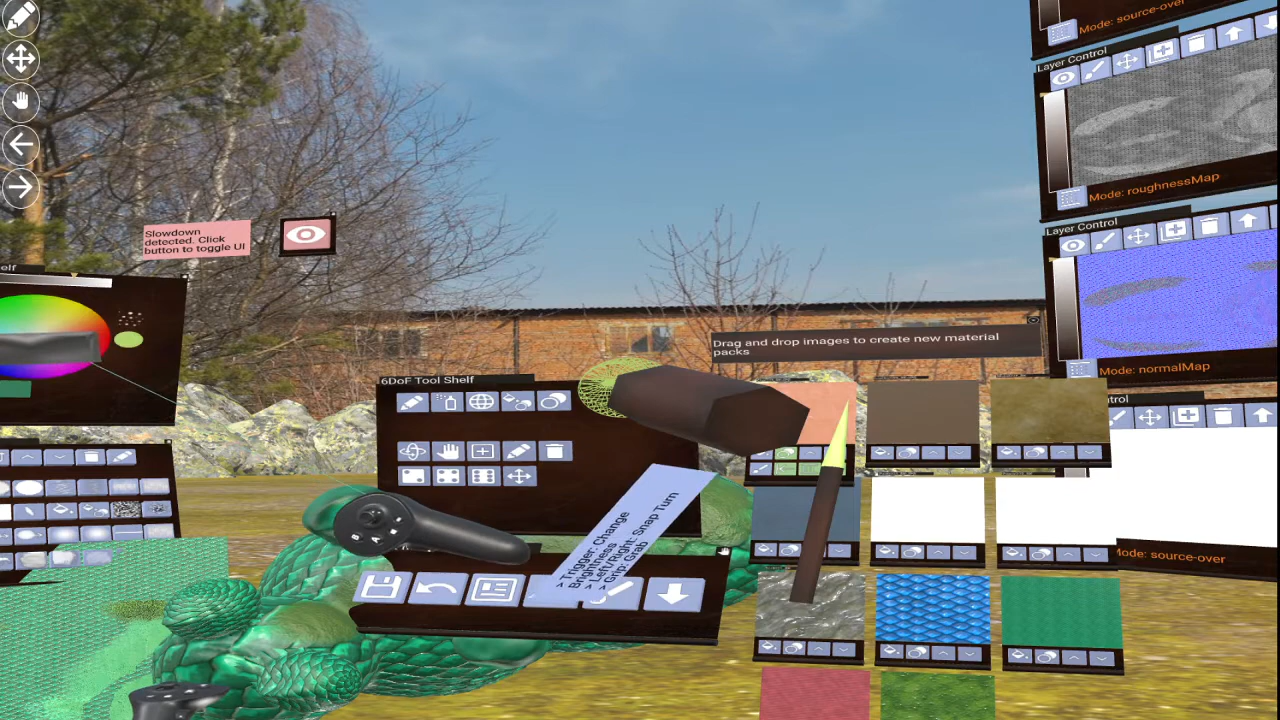 Mode: source-over
Layer Control
Mode: roughnessMap
Slowdown
detected. Click
button to toggle UI
Layer Control
Drag and drop images to create new material
packs
Mode: normalMap
6DoF Tool Shelf
> Trigger: Change
Brightness
> Left/Right: Snap Turn
> Grip: Grab
B A
Mode: source-over